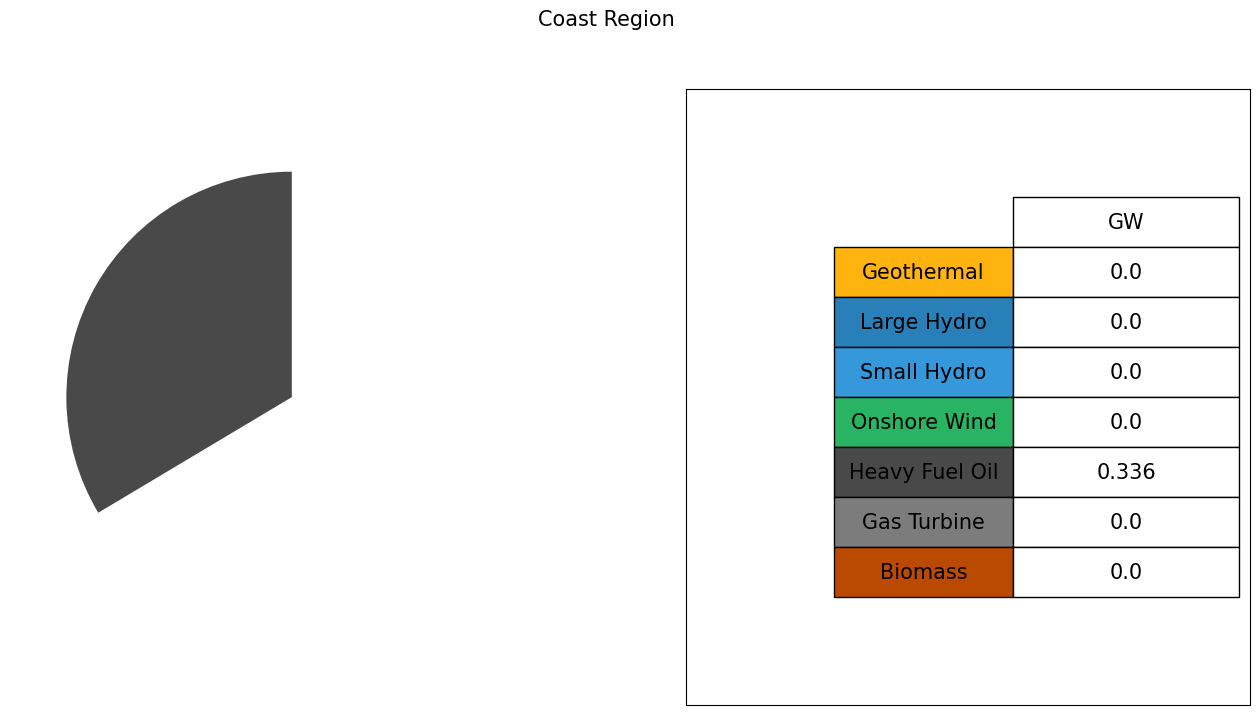 Coast Region
GW
Geothermal 0.0
Large Hydro 0.0
Small Hydro 0.0
Onshore Wind 0.0
Heavy Fuel Oil 0.336
Gas Turbine 0.0
Biomass 0.0